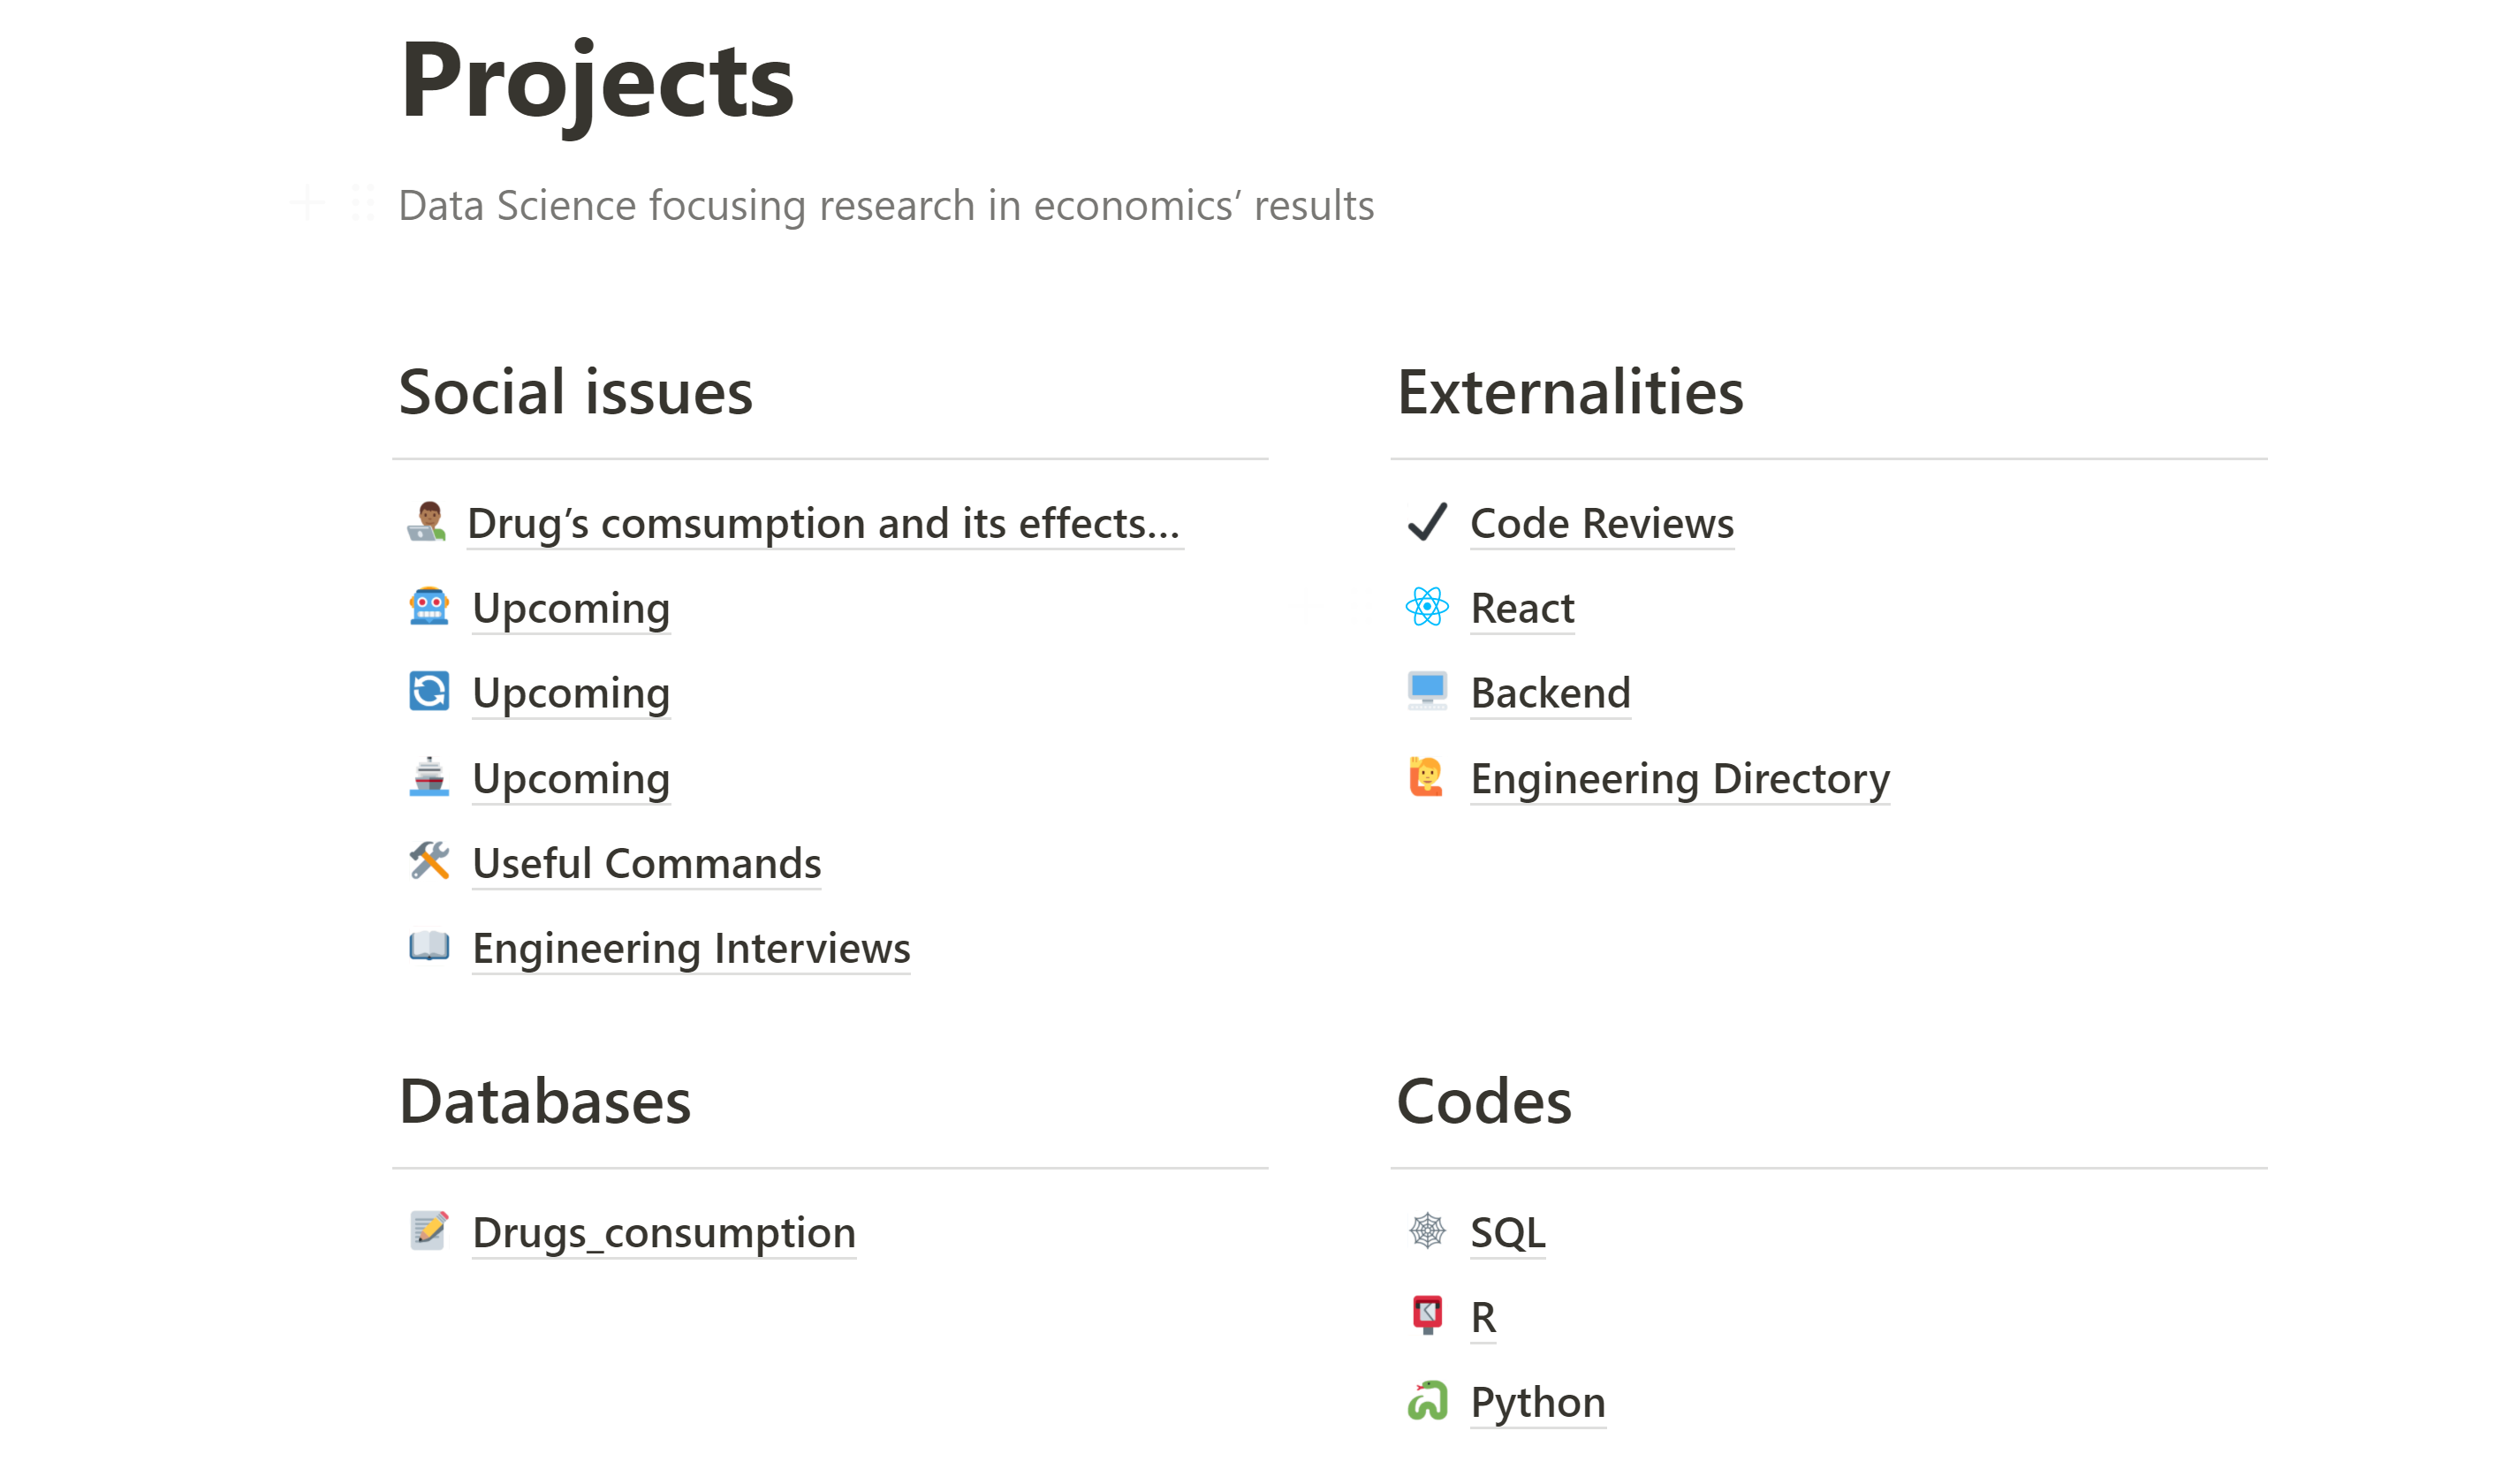 Projects
Data Science focusing research in economics’ results
Social issues
Drug’s comsumption and its effects...
Upcoming
Upcoming
Upcoming
Useful Commands
Engineering Interviews
Externalities
Code Reviews
React
Backend
Engineering Directory
Databases
Drugs_consumption
Codes
SQL
R
Python